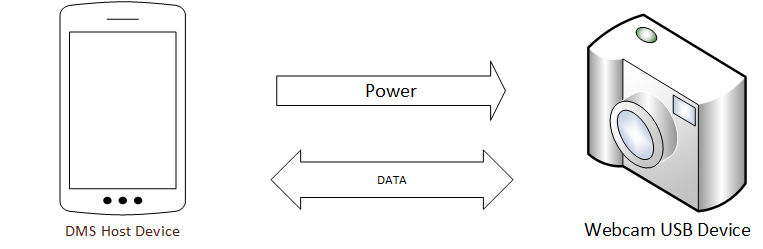 Power
DATA
DMS Host Device
Webcam USB Device